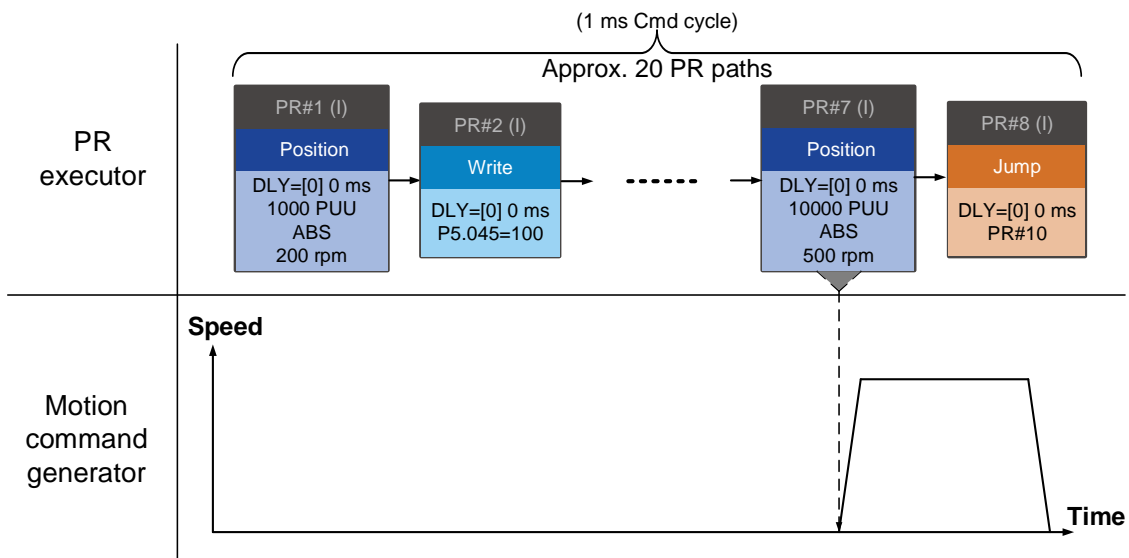 (1 ms Cmd cycle)
Approx. 20 PR paths
PR
executor
PR#1 (I)
Position
DLY=[0] 0 ms
1000 PUU
ABS
200 rpm
PR#2 (I)
Write
DLY=[0] 0 ms
P5.045=100
PR#7 (I)
Position
DLY=[0] 0 ms
10000 PUU
ABS
500 rpm
PR#8 (I)
Jump
DLY=[0] 0 ms
PR#10
Motion
command
generator
Speed
Time